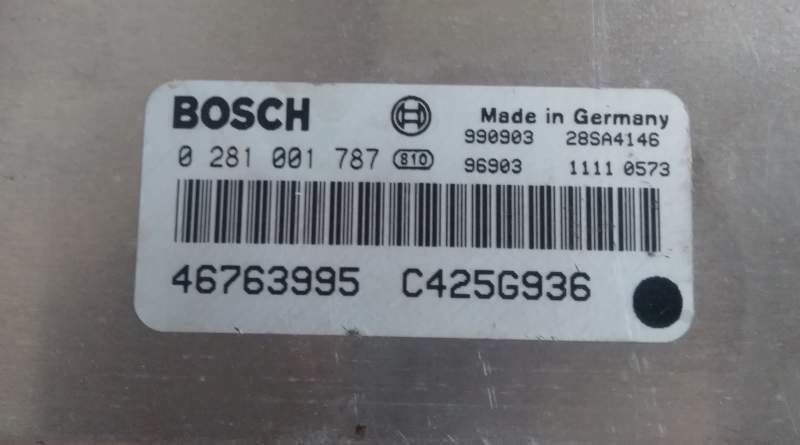 BOSCH Made in Germany
990903 28SA4146
0 281 001 787 810 96903 1111 0573
46763995 C425G936